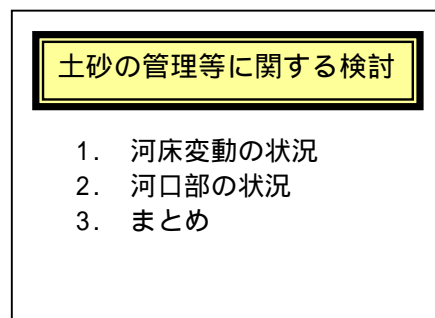 土砂の管理等に関する検討
1. 河床変動の状況
2. 河口部の状況
3. まとめ